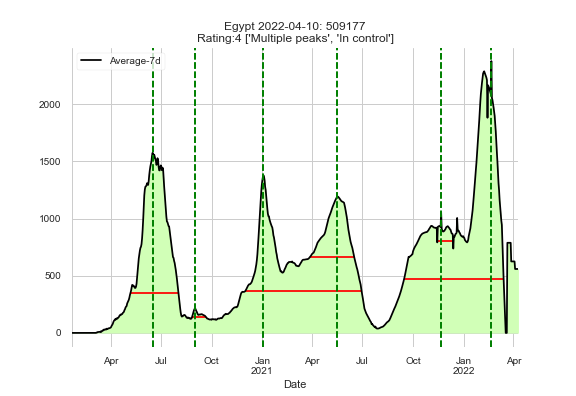 Egypt 2022-04-10: 509177
Rating:4 ['Multiple peaks', 'In control']
Average-7d
2000
1500
1000
500
0
Apr Jul Oct Jan Apr Jul Oct Jan Apr
2021 2022
Date